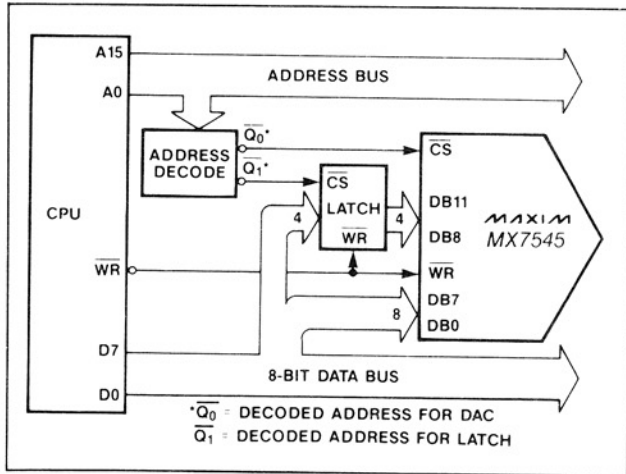 A15
ADDRESS BUS
A0
Q0*
ADDRESS
DECODE
Q1*
CS
CS
CPU
4
LATCH
4
DB11
MAXIM
MX7545
DB8
WR
WR
WR
DB7
8
DB0
D7
8-BIT DATA BUS
D0
*Q0 = DECODED ADDRESS FOR DAC
Q1 = DECODED ADDRESS FOR LATCH